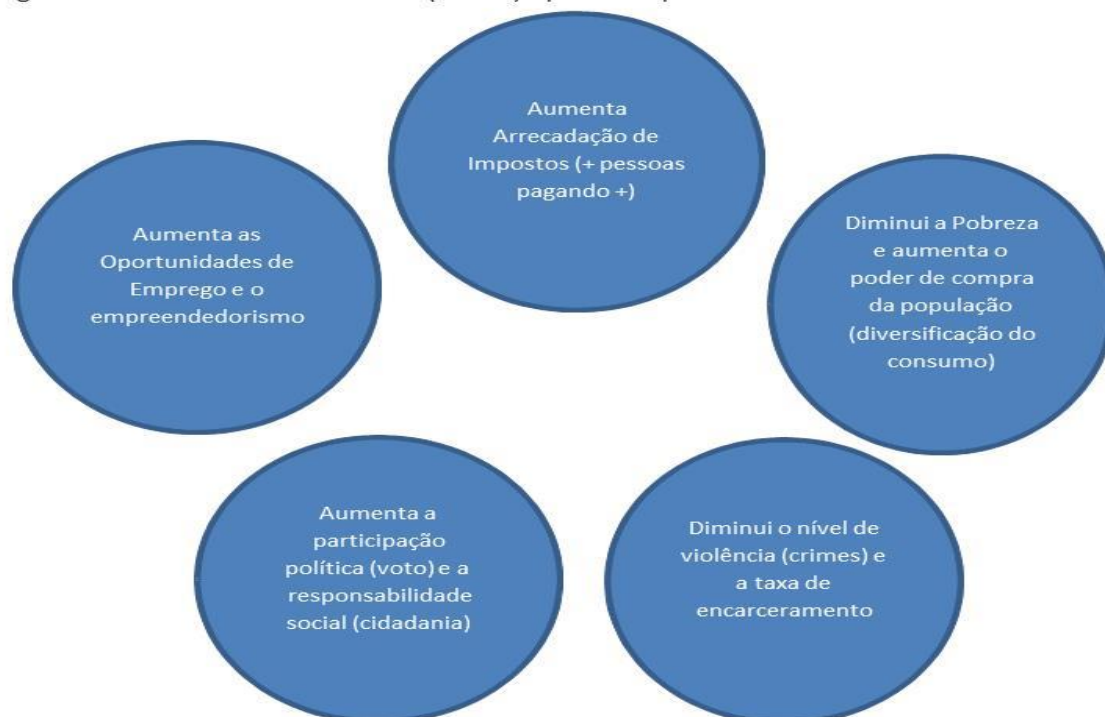 Aumenta
Arrecadação de
Impostos (+ pessoas
pagando +)
Aumenta as
Oportunidades de
Emprego e o
empreendedorismo
Diminui a Pobreza
e aumenta o
poder de compra
da população
(diversificação do
consumo)
Aumenta a
participação
política (voto) e a
responsabilidade
social (cidadania)
Diminui o nível de
violência (crimes) e
a taxa de
encarceramento